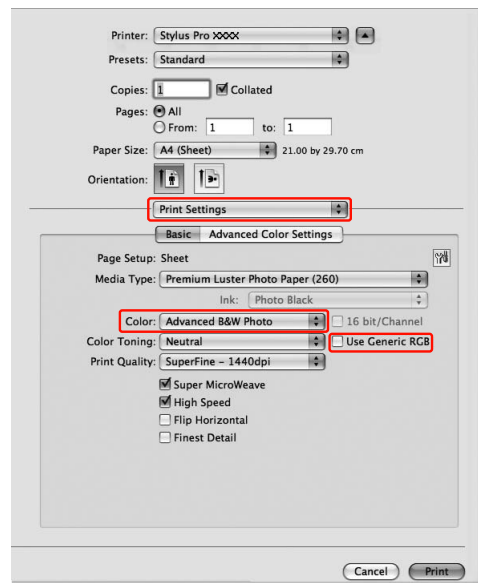 Printer: Stylus Pro XXXX
Presets: Standard
Copies: 1 Collated
Pages: All
From: 1 to: 1
Paper Size: A4 (Sheet) 21.00 by 29.70 cm
Orientation:
Print Settings
Basic Advanced Color Settings
Page Setup: Sheet
Media Type: Premium Luster Photo Paper (260)
Ink: Photo Black
Color: Advanced B&W Photo 16 bit/Channel
Color Toning: Neutral Use Generic RGB
Print Quality: SuperFine – 1440dpi
Super MicroWeave
High Speed
Flip Horizontal
Finest Detail
Cancel Print